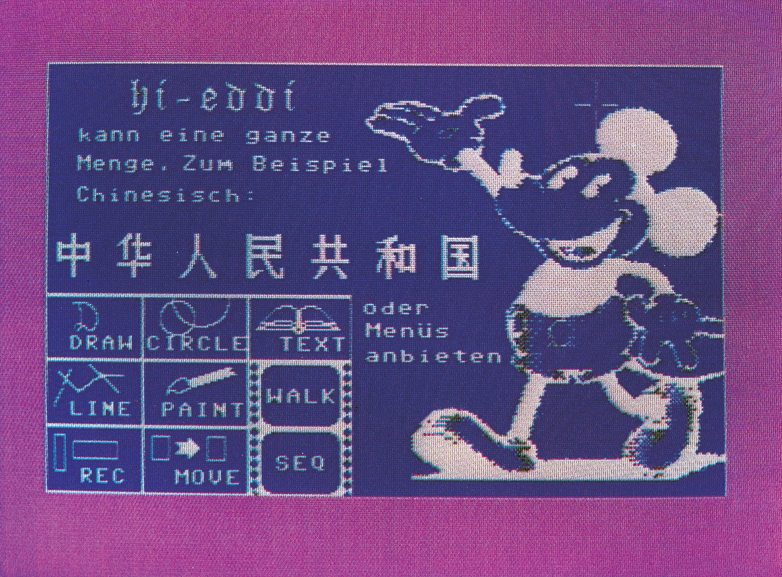 hi-eddi
kann eine ganze
Menge. Zum Beispiel
Chinesisch:
中华人民共和国
oder
Menüs
anbieten
DRAW CIRCLE TEXT
LINE PAINT WALK
REC MOVE SEQ